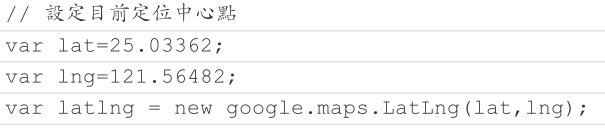 // 設定目前定位中心點
var lat=25.03362;
var lng=121.56482;
var latlng = new google.maps.LatLng(lat,lng);